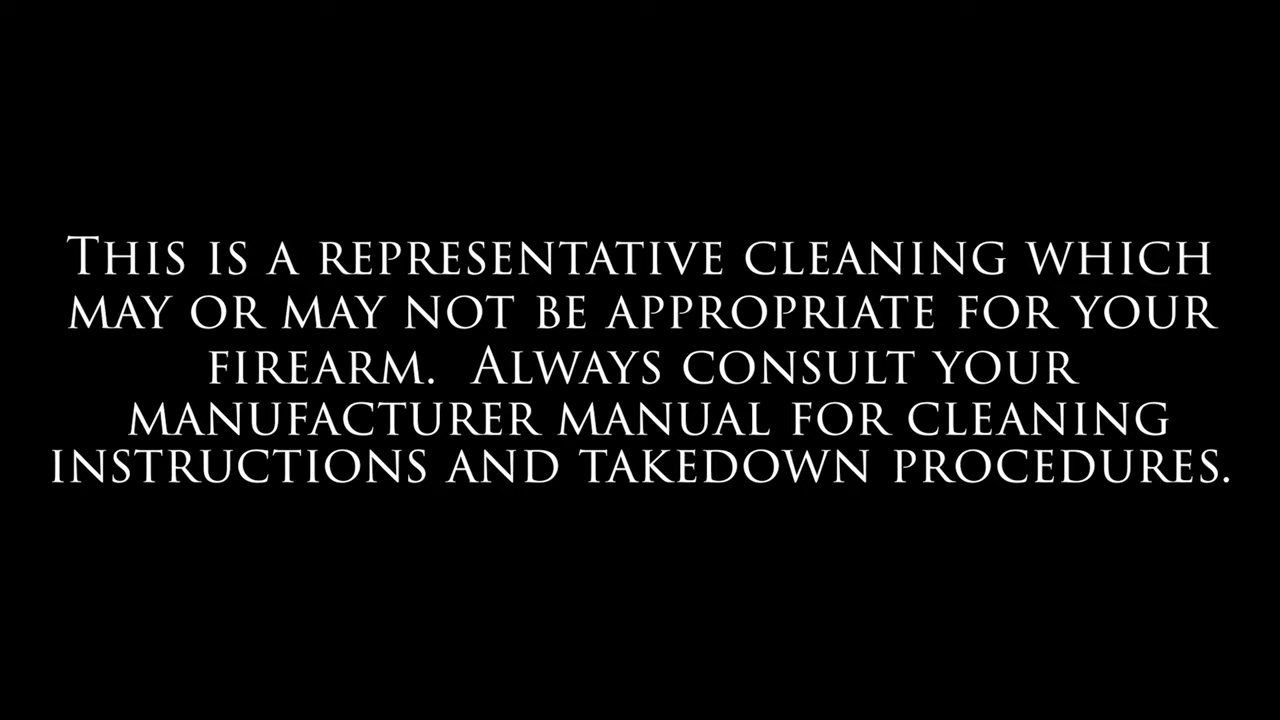 This is a representative cleaning which
may or may not be appropriate for your
firearm.  Always consult your
manufacturer manual for cleaning
instructions and takedown procedures.